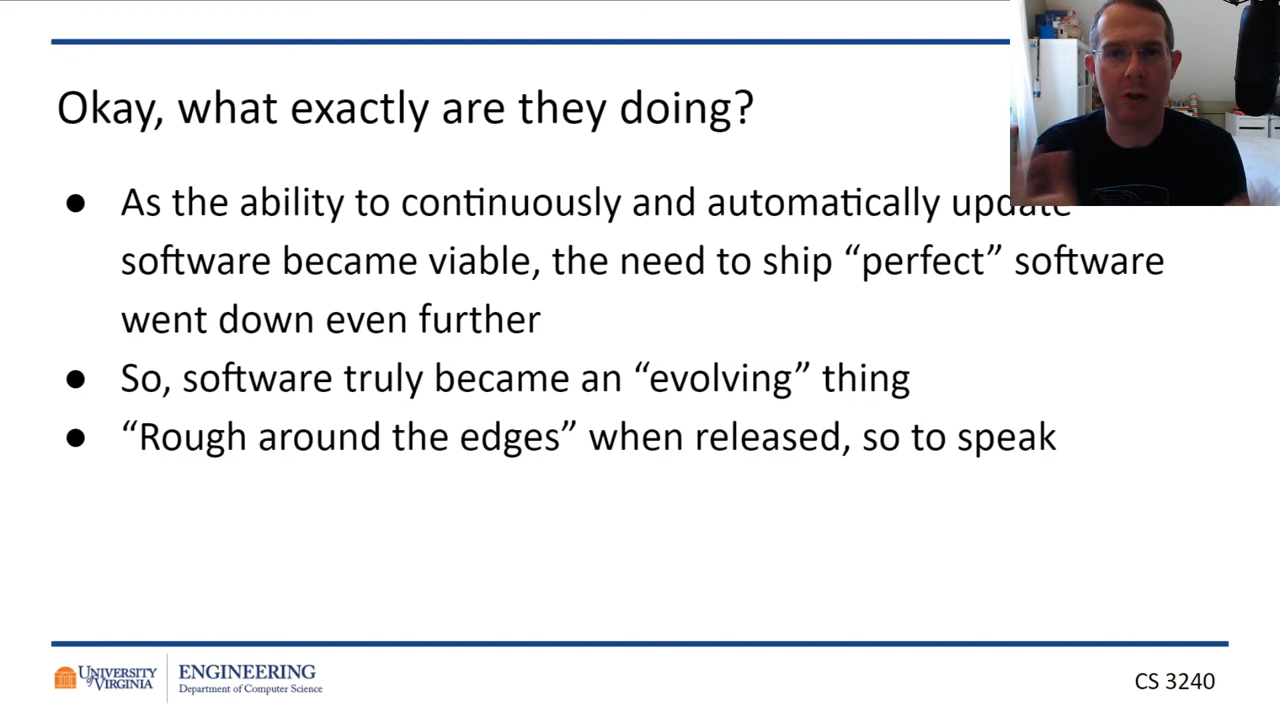 Okay, what exactly are they doing?
● As the ability to continuously and automatically update
software became viable, the need to ship “perfect” software
went down even further
● So, software truly became an “evolving” thing
● “Rough around the edges” when released, so to speak
UNIVERSITY of VIRGINIA
ENGINEERING
Department of Computer Science
CS 3240